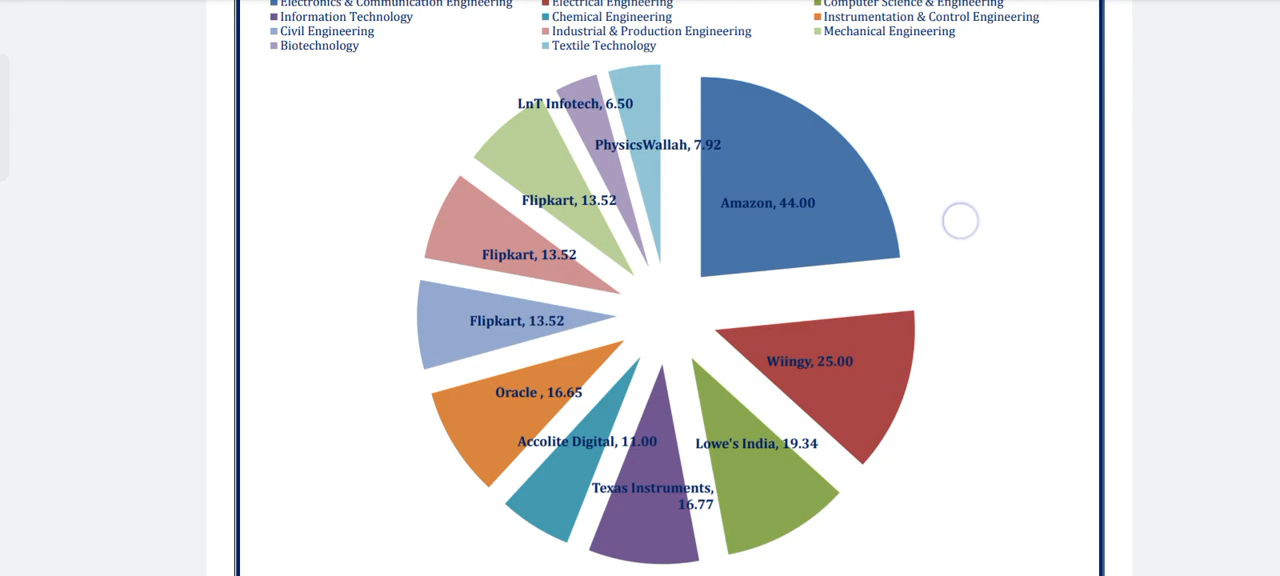 Electronics & Communication Engineering Electrical Engineering Computer Science & Engineering
Information Technology Chemical Engineering Instrumentation & Control Engineering
Civil Engineering Industrial & Production Engineering Mechanical Engineering
Biotechnology Textile Technology
LnT Infotech, 6.50
PhysicsWallah, 7.92
Flipkart, 13.52
Amazon, 44.00
Flipkart, 13.52
Flipkart, 13.52
Wiingy, 25.00
Oracle , 16.65
Accolite Digital, 11.00
Lowe's India, 19.34
Texas Instruments,
16.77